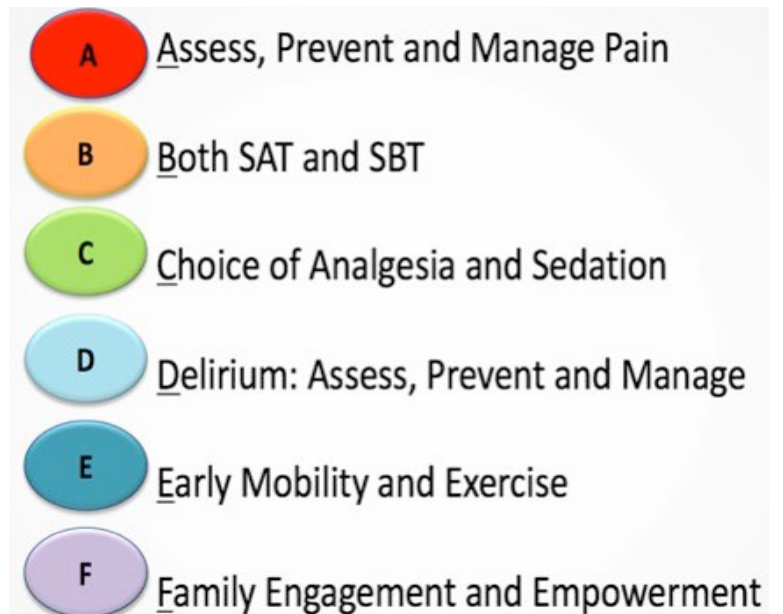 A Assess, Prevent and Manage Pain
B Both SAT and SBT
C Choice of Analgesia and Sedation
D Delirium: Assess, Prevent and Manage
E Early Mobility and Exercise
F Family Engagement and Empowerment